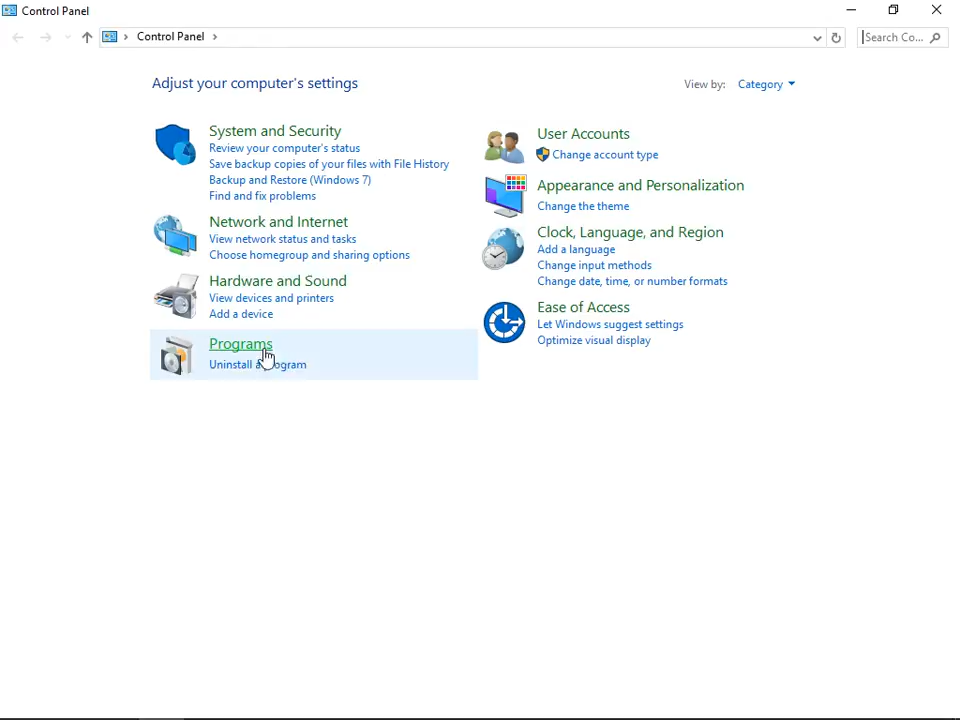 Control Panel
Control Panel
Search Co...
Adjust your computer's settings
View by: Category
System and Security
Review your computer's status
Save backup copies of your files with File History
Backup and Restore (Windows 7)
Find and fix problems
Network and Internet
View network status and tasks
Choose homegroup and sharing options
Hardware and Sound
View devices and printers
Add a device
Programs
Uninstall a program
User Accounts
Change account type
Appearance and Personalization
Change the theme
Clock, Language, and Region
Add a language
Change input methods
Change date, time, or number formats
Ease of Access
Let Windows suggest settings
Optimize visual display